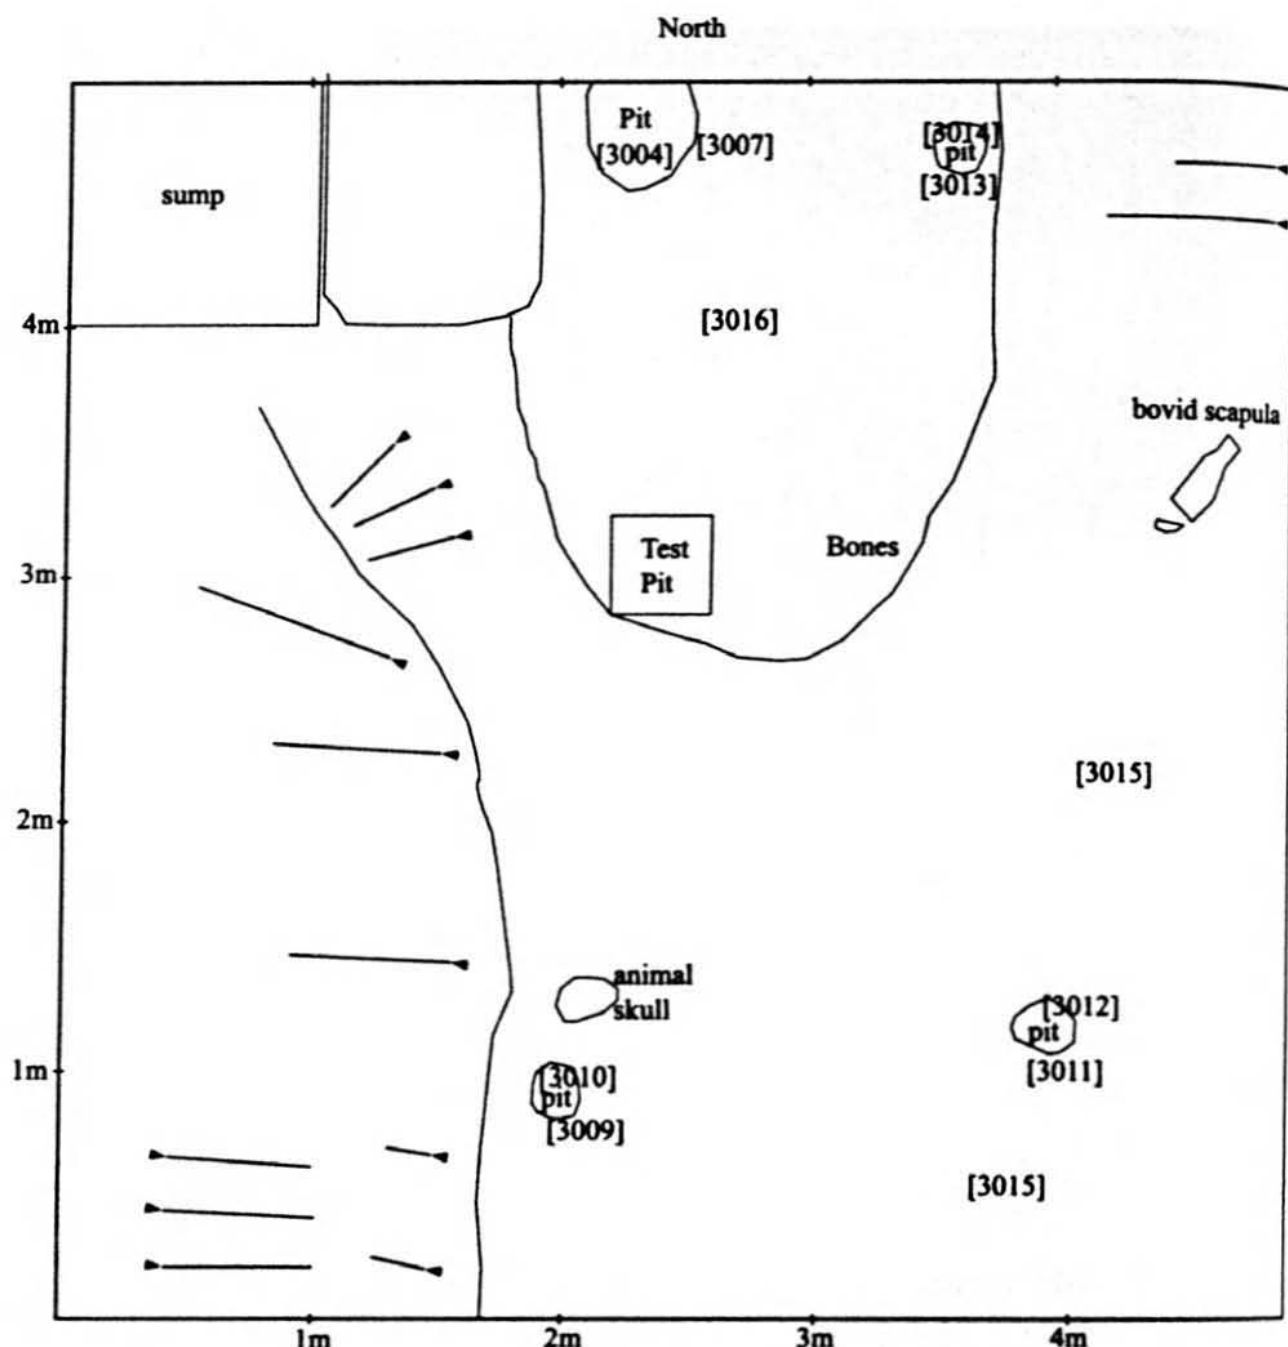 North
Pit
[3004]
[3007]
[3014]
pit
[3013]
sump
4m
[3016]
bovid scapula
Test
Pit
Bones
3m
[3015]
2m
animal
skull
[3012]
pit
[3011]
1m
[3010]
pit
[3009]
[3015]
1m
2m
3m
4m